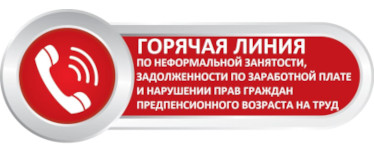 ГОРЯЧАЯ ЛИНИЯ
ПО НЕФОРМАЛЬНОЙ ЗАНЯТОСТИ,
ЗАДОЛЖЕННОСТИ ПО ЗАРАБОТНОЙ ПЛАТЕ
И НАРУШЕНИИ ПРАВ ГРАЖДАН
ПРЕДПЕНСИОННОГО ВОЗРАСТА НА ТРУД